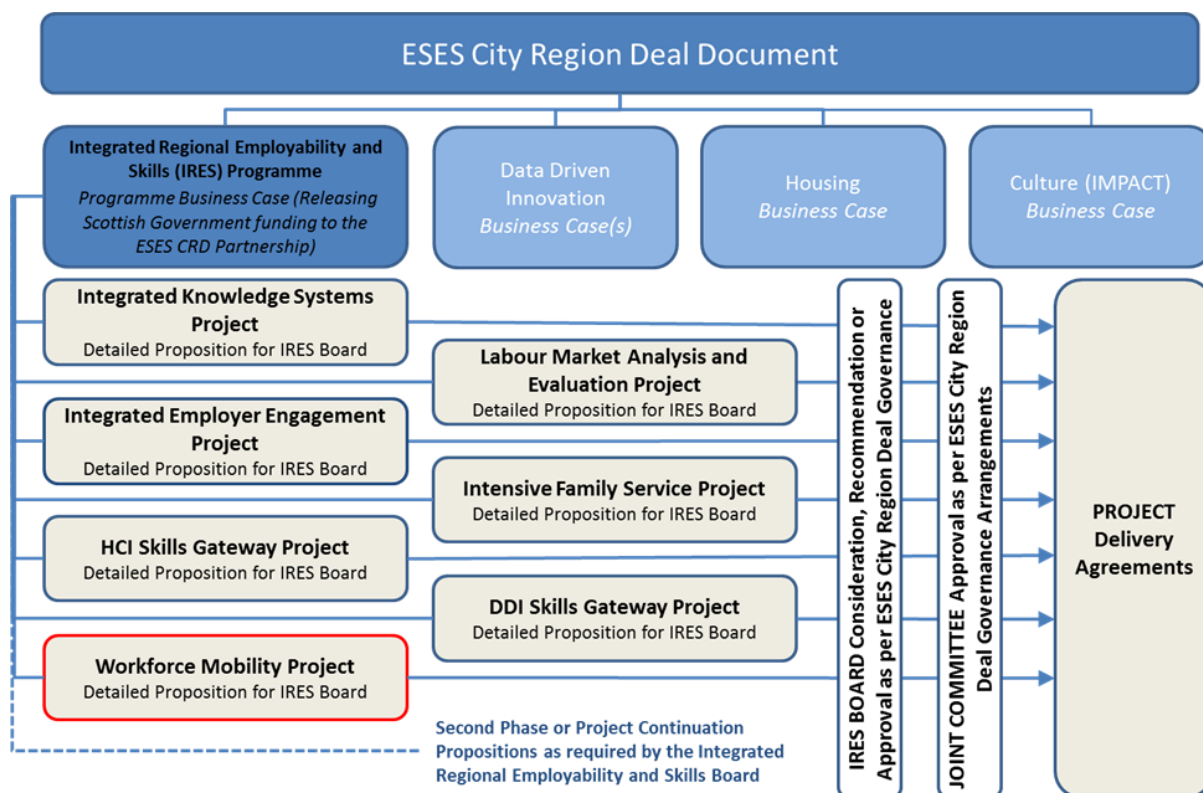 ESES City Region Deal Document
Integrated Regional Employability and
Skills (IRES) Programme
Programme Business Case (Releasing
Scottish Government funding to the
ESES CRD Partnership)
Data Driven
Innovation
Business Case(s)
Housing
Business Case
Culture (IMPACT)
Business Case
Integrated Knowledge Systems
Project
Detailed Proposition for IRES Board
Labour Market Analysis and
Evaluation Project
Detailed Proposition for IRES Board
Integrated Employer Engagement
Project
Detailed Proposition for IRES Board
Intensive Family Service Project
Detailed Proposition for IRES Board
HCI Skills Gateway Project
Detailed Proposition for IRES Board
DDI Skills Gateway Project
Detailed Proposition for IRES Board
Workforce Mobility Project
Detailed Proposition for IRES Board
Second Phase or Project Continuation
Propositions as required by the Integrated
Regional Employability and Skills Board
IRES BOARD Consideration, Recommendation or
Approval as per ESES City Region Deal Governance
JOINT COMMITTEE Approval as per ESES City Region
Deal Governance Arrangements
PROJECT
Delivery
Agreements